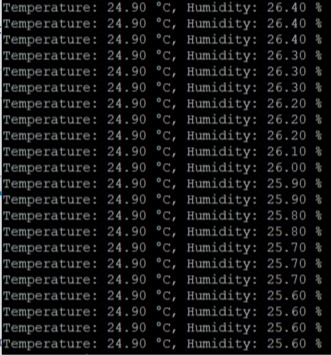 Temperature: 24.90 °C, Humidity: 26.40 %
Temperature: 24.90 °C, Humidity: 26.40 %
Temperature: 24.90 °C, Humidity: 26.40 %
Temperature: 24.90 °C, Humidity: 26.30 %
Temperature: 24.90 °C, Humidity: 26.30 %
Temperature: 24.90 °C, Humidity: 26.30 %
Temperature: 24.90 °C, Humidity: 26.20 %
Temperature: 24.90 °C, Humidity: 26.20 %
Temperature: 24.90 °C, Humidity: 26.20 %
Temperature: 24.90 °C, Humidity: 26.10 %
Temperature: 24.90 °C, Humidity: 26.00 %
Temperature: 24.90 °C, Humidity: 25.90 %
Temperature: 24.90 °C, Humidity: 25.90 %
Temperature: 24.90 °C, Humidity: 25.80 %
Temperature: 24.90 °C, Humidity: 25.80 %
Temperature: 24.90 °C, Humidity: 25.70 %
Temperature: 24.90 °C, Humidity: 25.70 %
Temperature: 24.90 °C, Humidity: 25.70 %
Temperature: 24.90 °C, Humidity: 25.60 %
Temperature: 24.90 °C, Humidity: 25.60 %
Temperature: 24.90 °C, Humidity: 25.60 %
Temperature: 24.90 °C, Humidity: 25.60 %